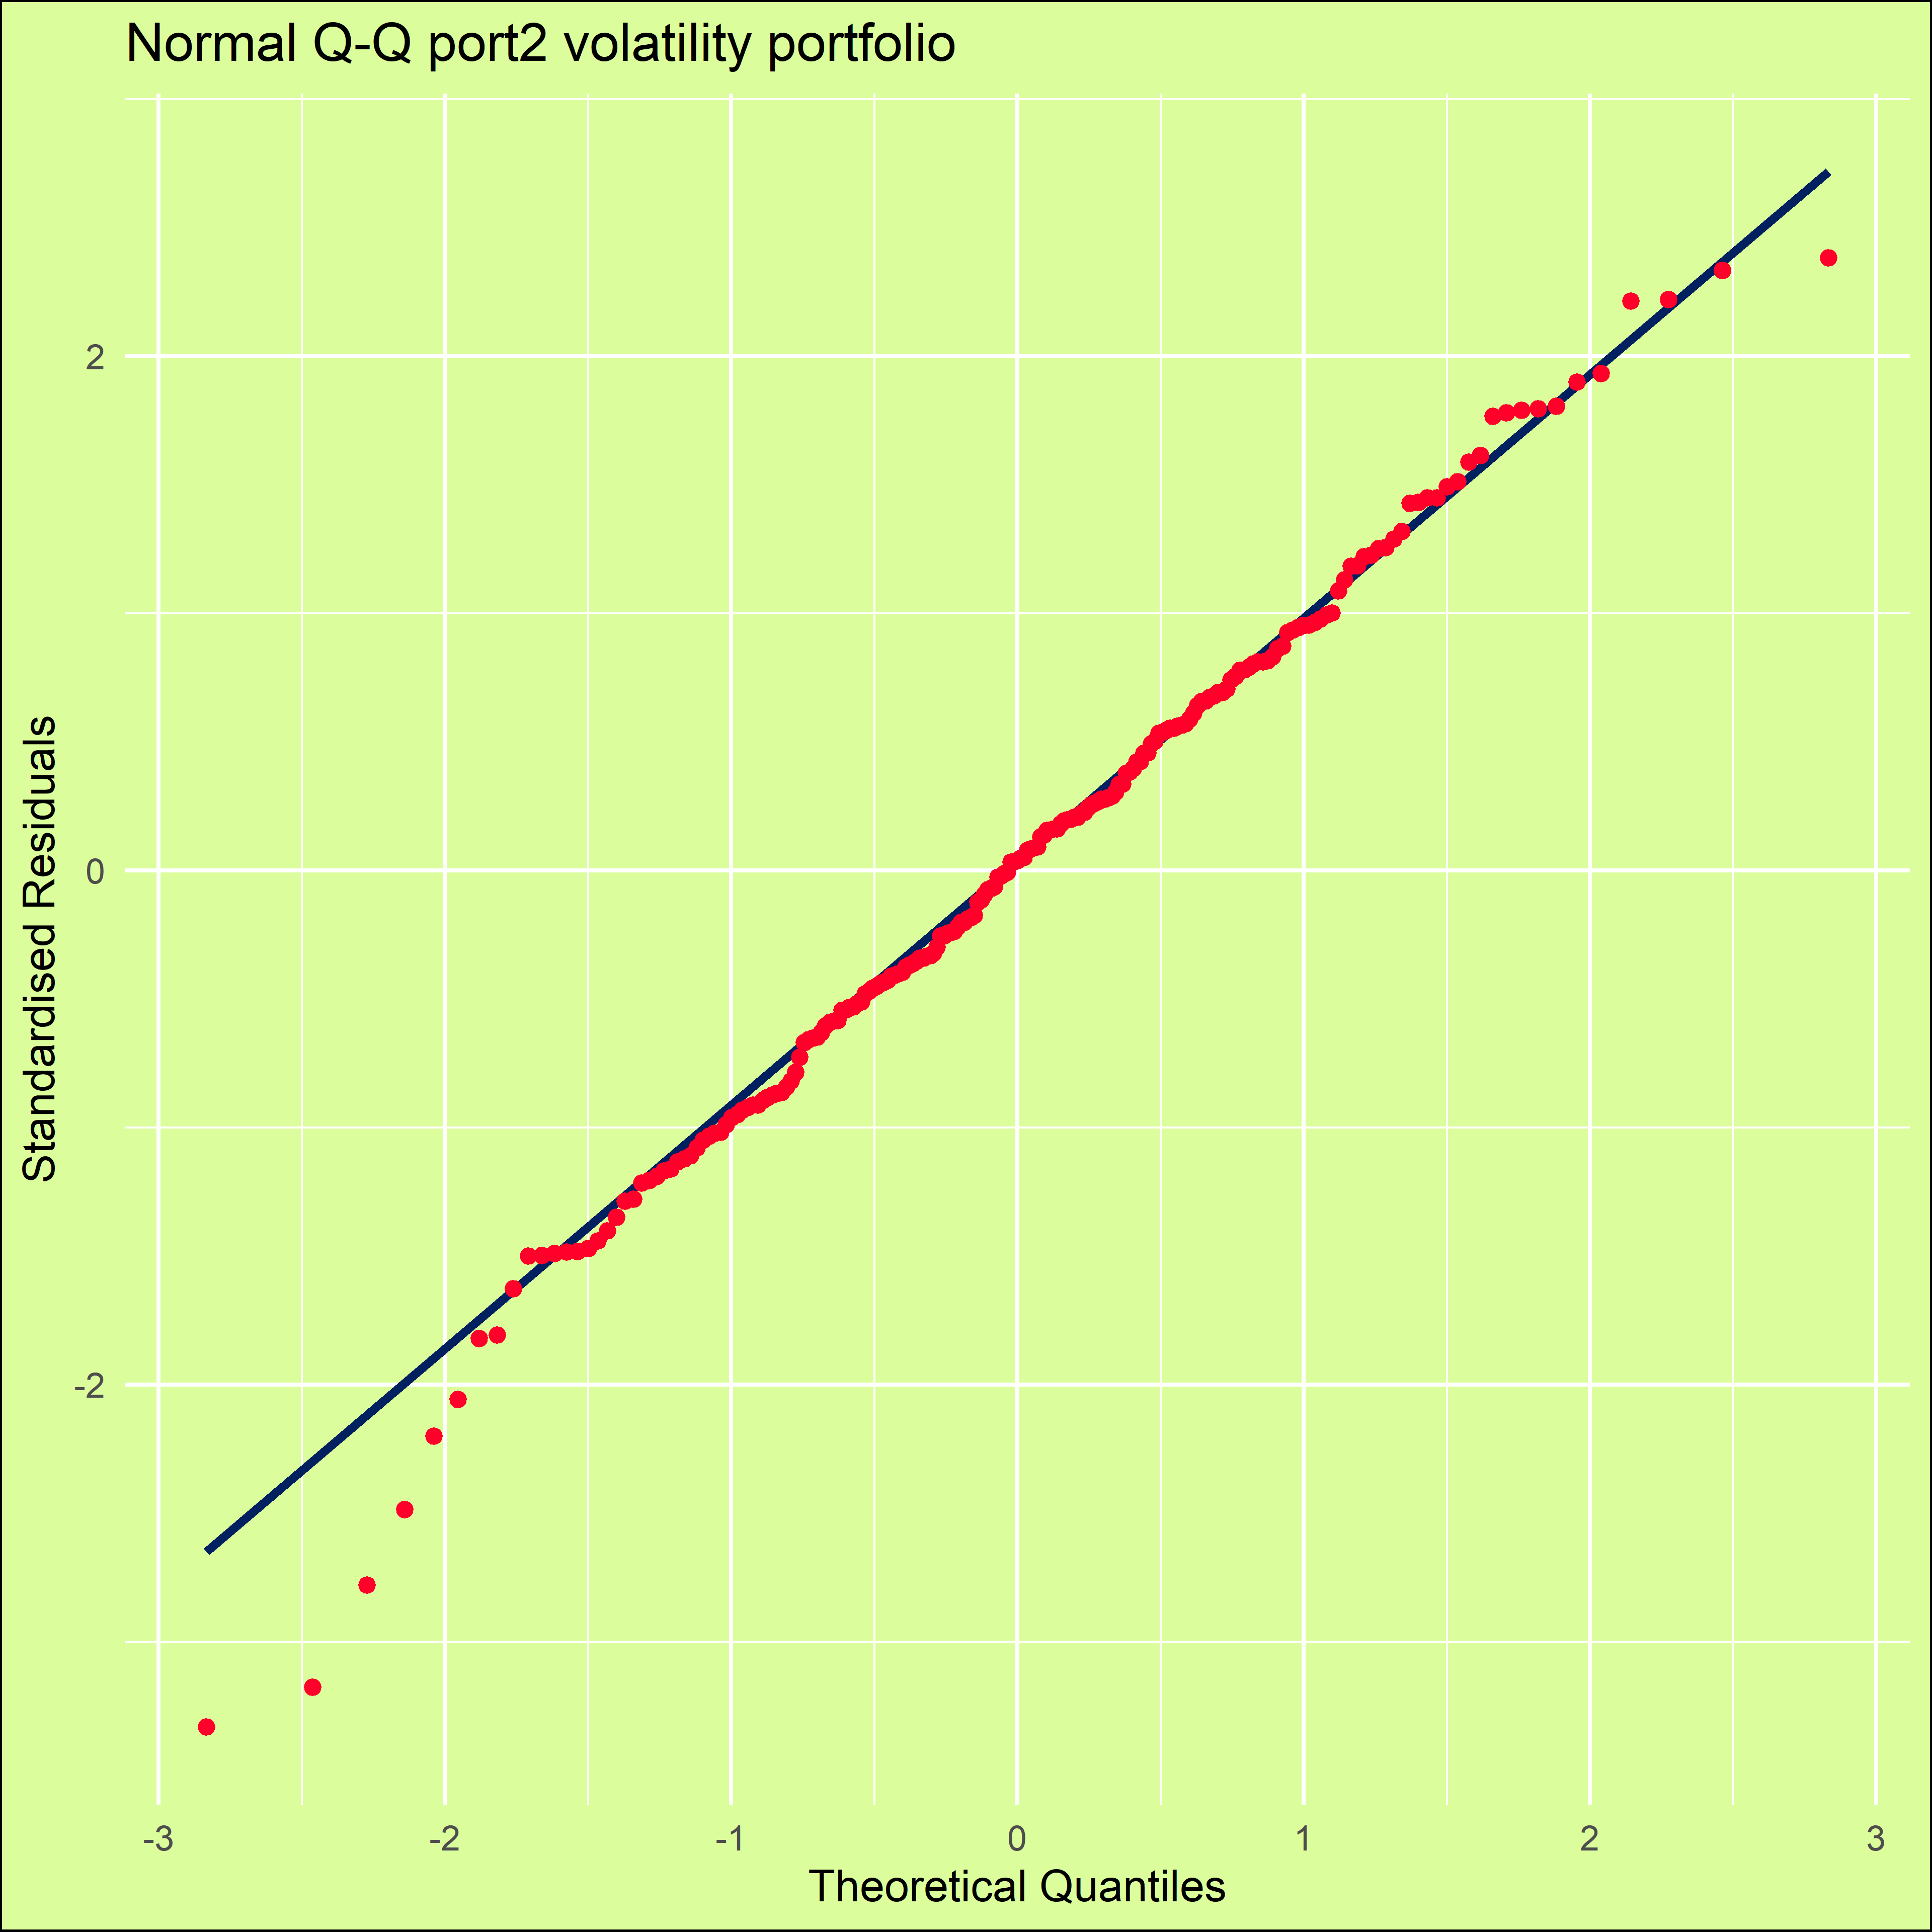 Normal Q-Q port2 volatility portfolio
2
0
-2
Standardised Residuals
-3 -2 -1 0 1 2 3
Theoretical Quantiles